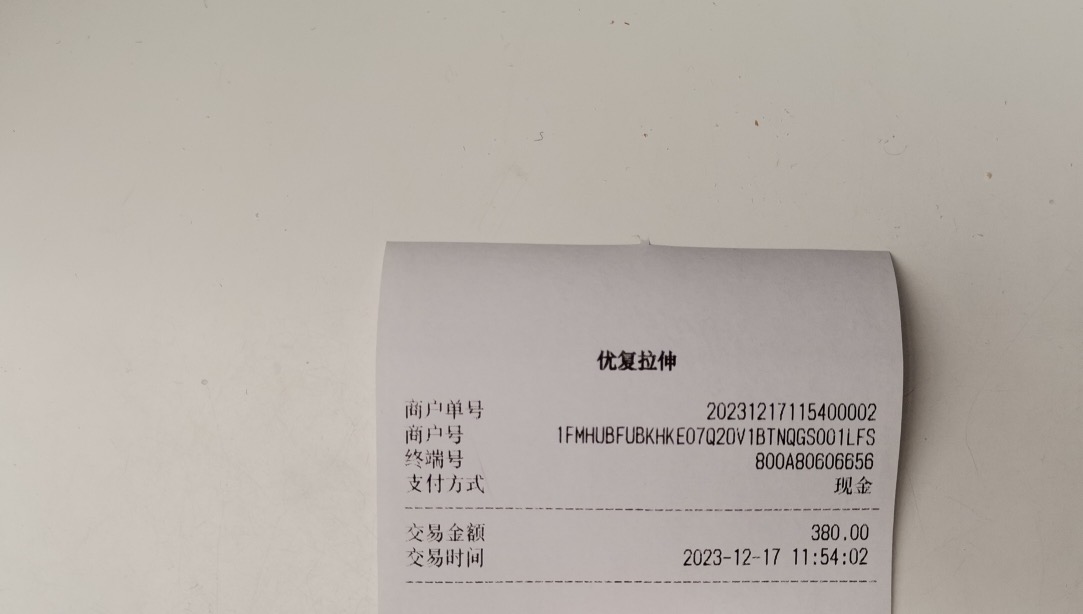 优复拉伸
商户单号 20231217115400002
商户号 1FMHUBFUBKHKE07Q20V1BTNQGS001LFS
终端号 800A80606656
支付方式 现金
交易金额 380.00
交易时间 2023-12-17 11:54:02